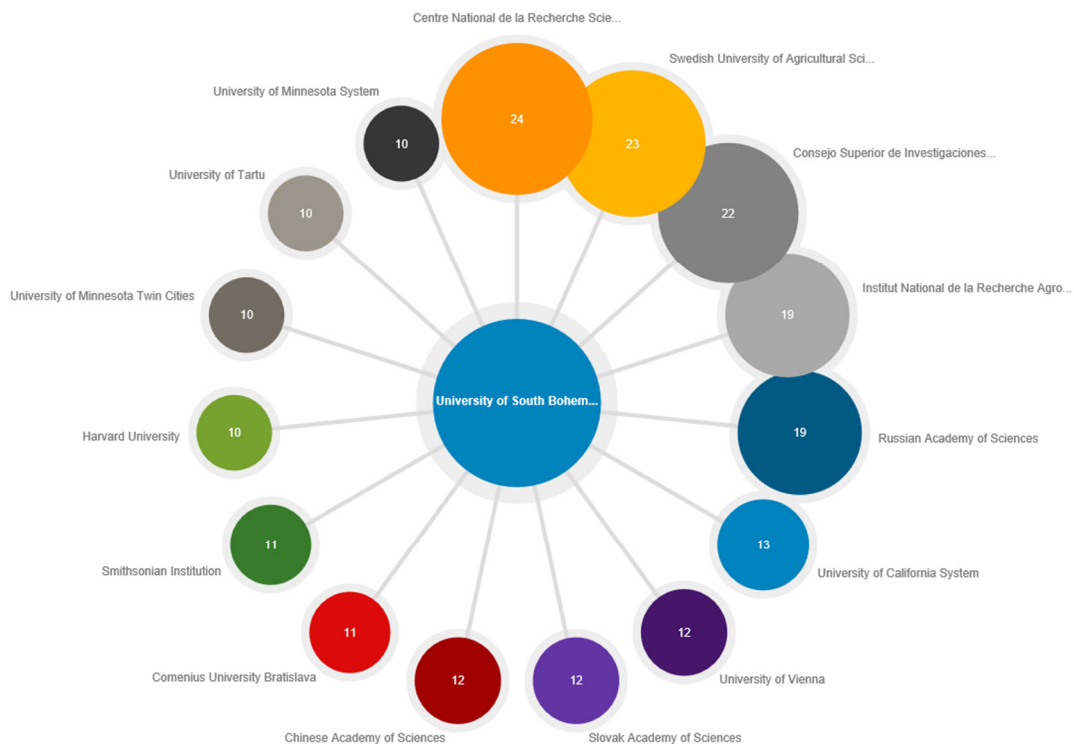 Centre National de la Recherche Scie...
24
Swedish University of Agricultural Sci...
23
Consejo Superior de Investigaciones...
22
Institut National de la Recherche Agro...
19
Russian Academy of Sciences
19
University of California System
13
University of Vienna
12
Slovak Academy of Sciences
12
Chinese Academy of Sciences
12
Comenius University Bratislava
11
Smithsonian Institution
11
Harvard University
10
University of Minnesota Twin Cities
10
University of Tartu
10
University of Minnesota System
10
University of South Bohem...